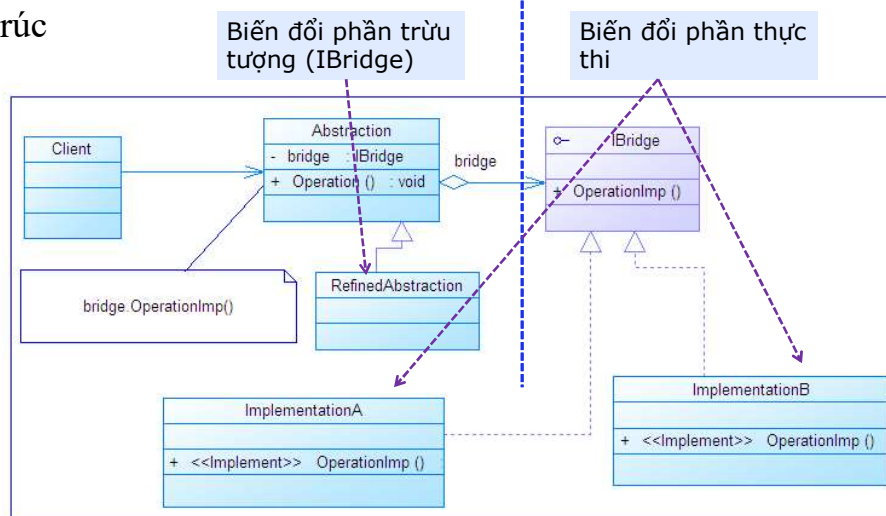 rúc
Biến đổi phần trừu
tượng (IBridge)
Biến đổi phần thực
thi
Client
Abstraction
- bridge : IBridge
+ Operation () : void
bridge
IBridge
+ OperationImp ()
bridge.OperationImp()
RefinedAbstraction
ImplementationA
+ <<Implement>> OperationImp () :
ImplementationB
+ <<Implement>> OperationImp ()